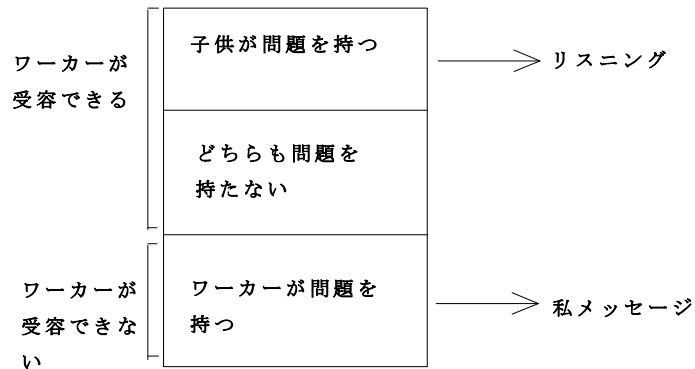 ワーカーが
受容できる
子供が問題を持つ
リスニング
どちらも問題を
持たない
ワーカーが
受容できな
い
ワーカーが問題を
持つ
私メッセージ